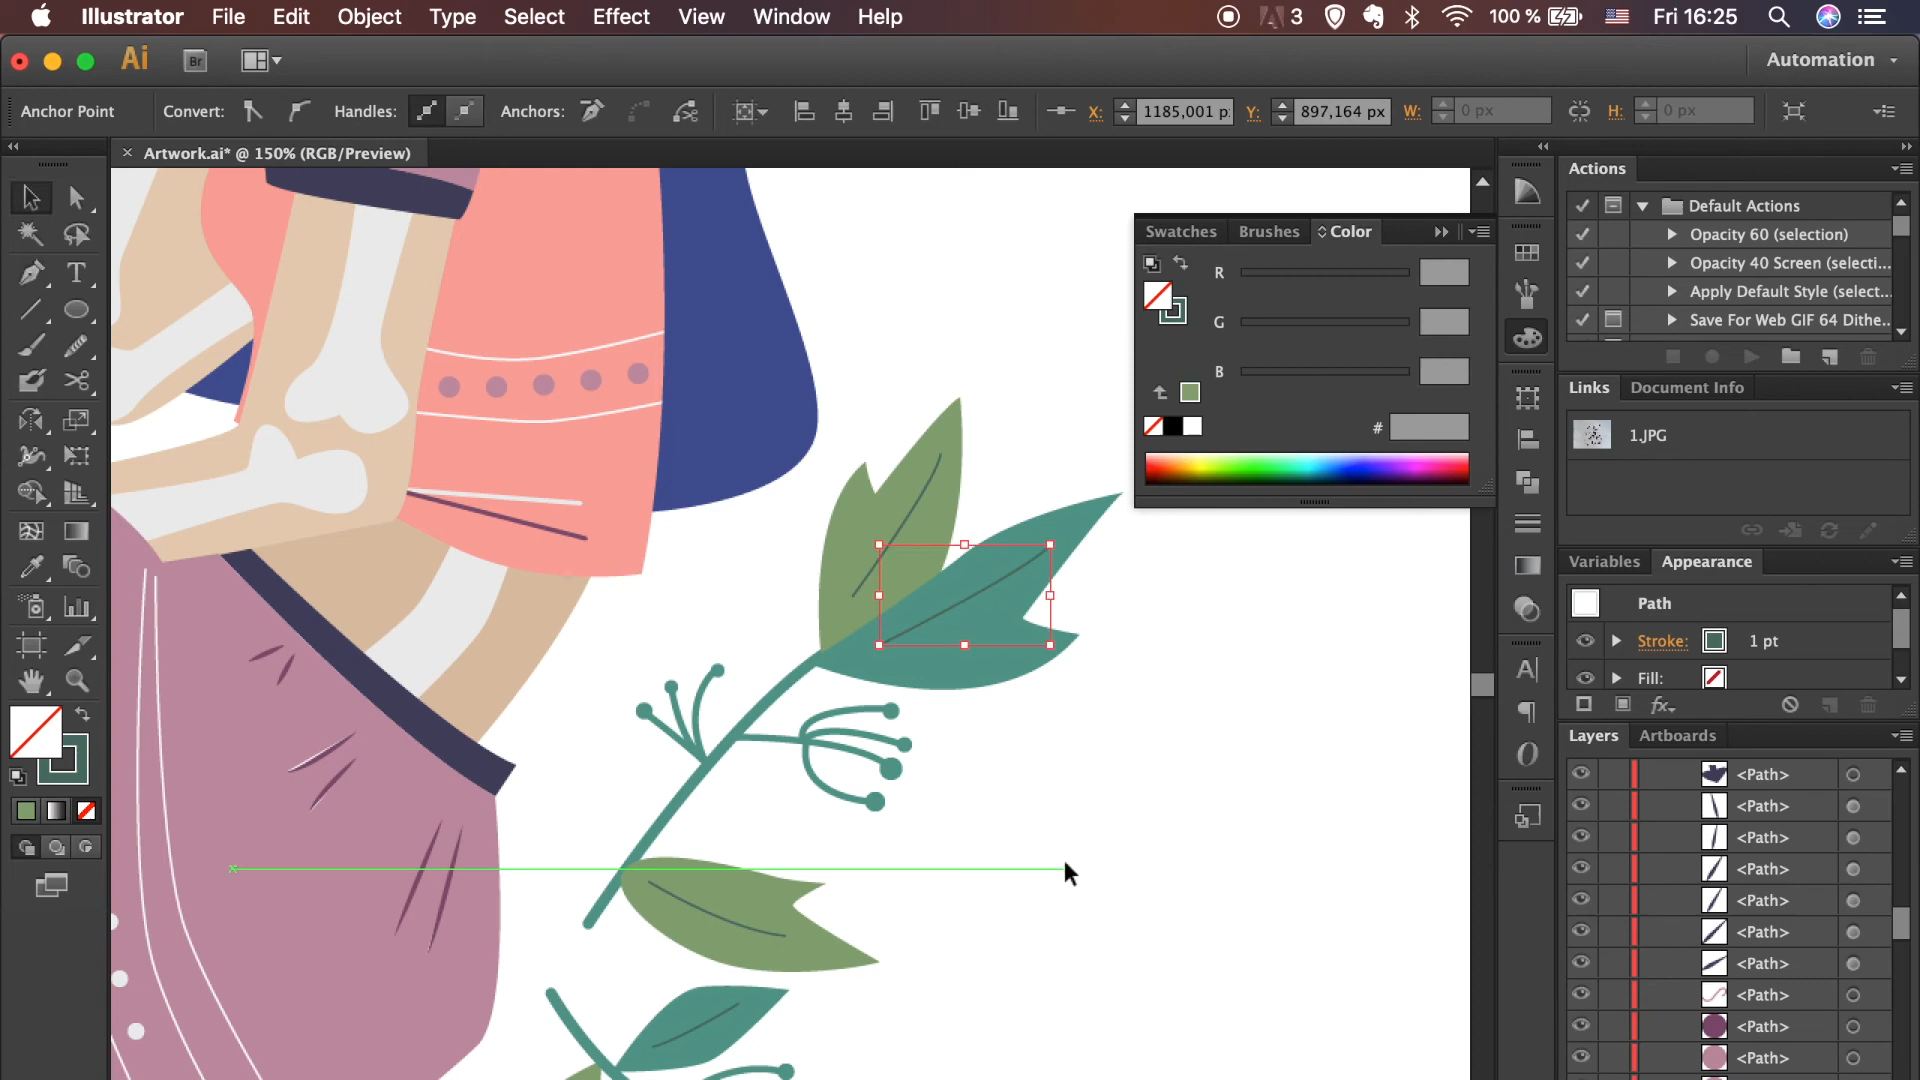 Illustrator File Edit Object Type Select Effect View Window Help 3 100 % Fri 16:25
Ai Br Automation
Anchor Point Convert: Handles: Anchors: X: 1185,001 p: Y: 897,164 px W: 0 px H: 0 px
× Artwork.ai* @ 150% (RGB/Preview)
Swatches Brushes Color
R
G
B
#
Actions
Default Actions
Opacity 60 (selection)
Opacity 40 Screen (selecti...
Apply Default Style (select...
Save For Web GIF 64 Dithe...
Links Document Info
1.JPG
Variables Appearance
Path
Stroke: 1 pt
Fill:
fx
Layers Artboards
<Path>
<Path>
<Path>
<Path>
<Path>
<Path>
<Path>
<Path>
<Path>
<Path>